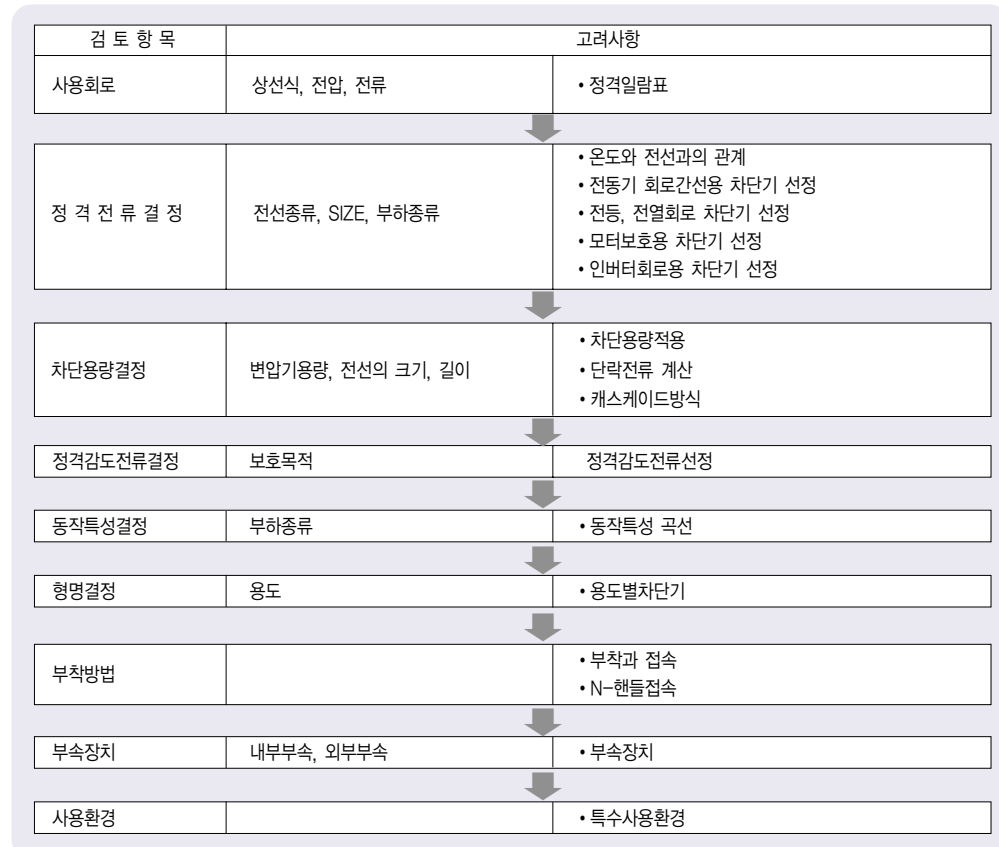 검 토 항 목 고려사항
사용회로 상선식, 전압, 전류 • 정격일람표
• 온도와 전선과의 관계
• 전동기 회로간선용 차단기 선정
정 격 전 류 결 정 전선종류, SIZE, 부하종류 • 전등, 전열회로 차단기 선정
• 모터보호용 차단기 선정
• 인버터회로용 차단기 선정
• 차단용량적용
차단용량결정 변압기용량, 전선의 크기, 길이 • 단락전류 계산
• 캐스케이드방식
정격감도전류결정 보호목적 정격감도전류선정
동작특성결정 부하종류 • 동작특성 곡선
형명결정 용도 • 용도별차단기
부착방법 • 부착과 접속
• N-핸들접속
부속장치 내부부속, 외부부속 • 부속장치
사용환경 • 특수사용환경